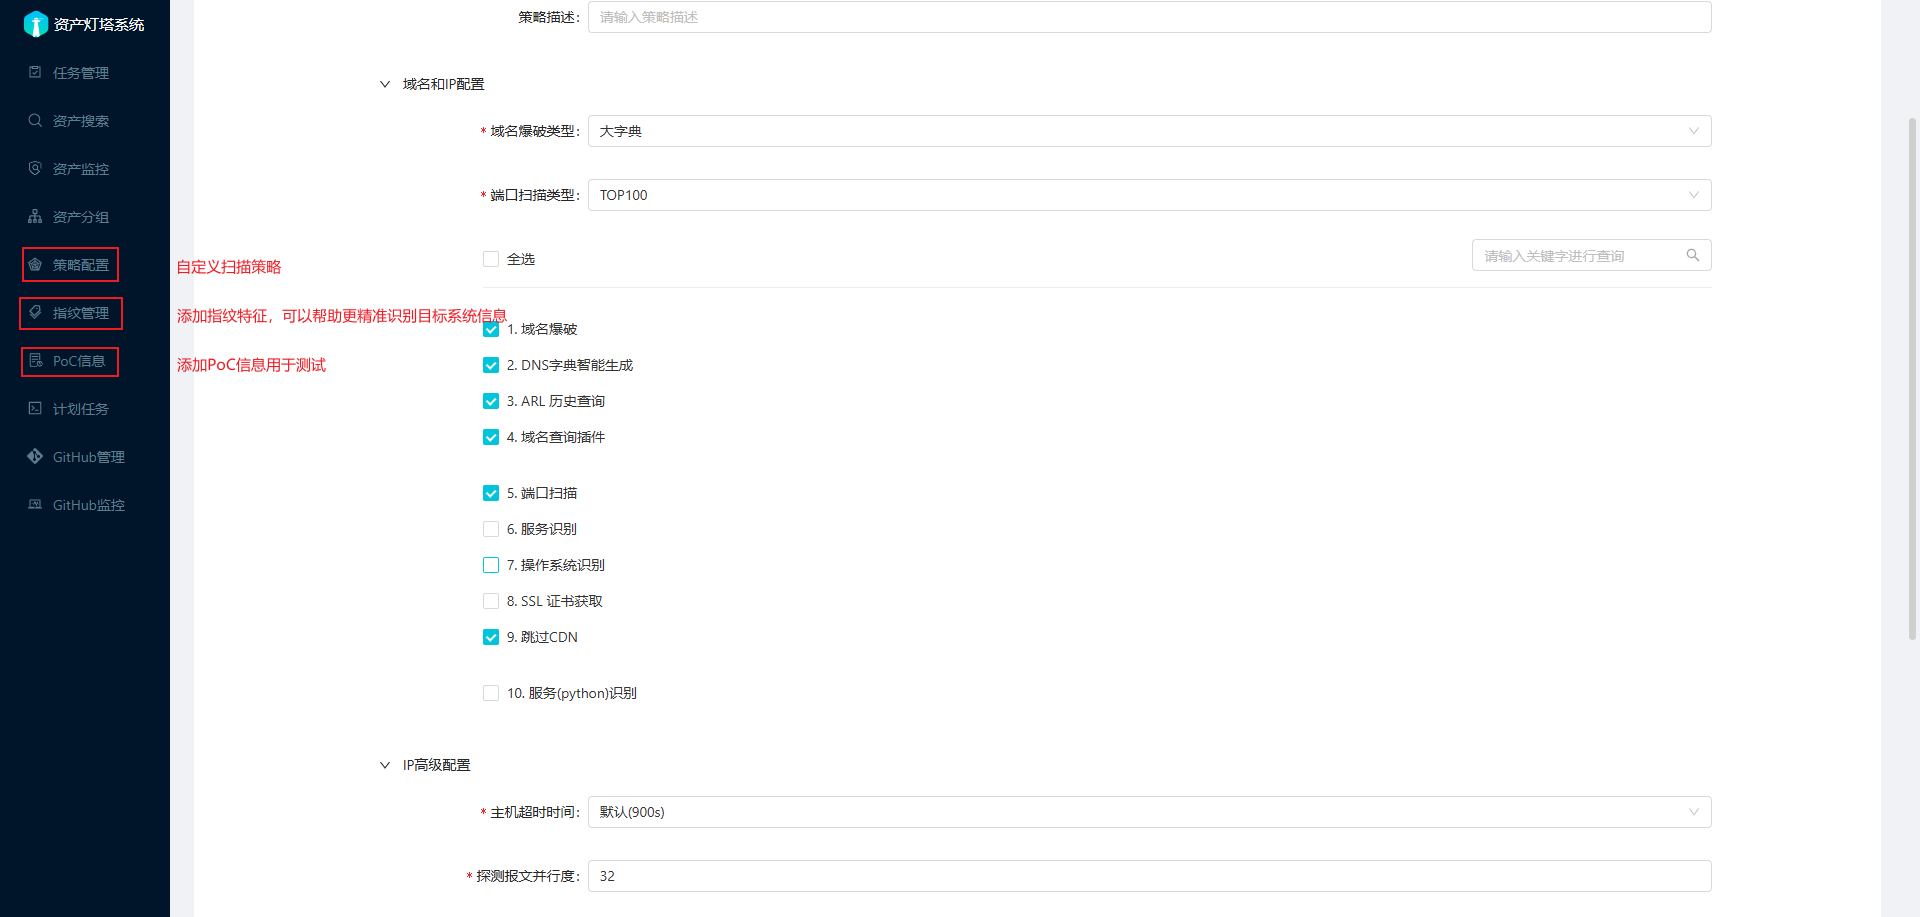 资产灯塔系统
任务管理
资产搜索
资产监控
资产分组
策略配置
指纹管理
PoC信息
计划任务
GitHub管理
GitHub监控
自定义扫描策略
添加指纹特征，可以帮助更精准识别目标系统信息
添加PoC信息用于测试
策略描述： 请输入策略描述
域名和IP配置
* 域名爆破类型： 大字典
* 端口扫描类型： TOP100
全选 请输入关键字进行查询
1. 域名爆破
2. DNS字典智能生成
3. ARL 历史查询
4. 域名查询插件
5. 端口扫描
6. 服务识别
7. 操作系统识别
8. SSL 证书获取
9. 跳过CDN
10. 服务(python)识别
IP高级配置
* 主机超时时间： 默认(900s)
* 探测报文并行度： 32